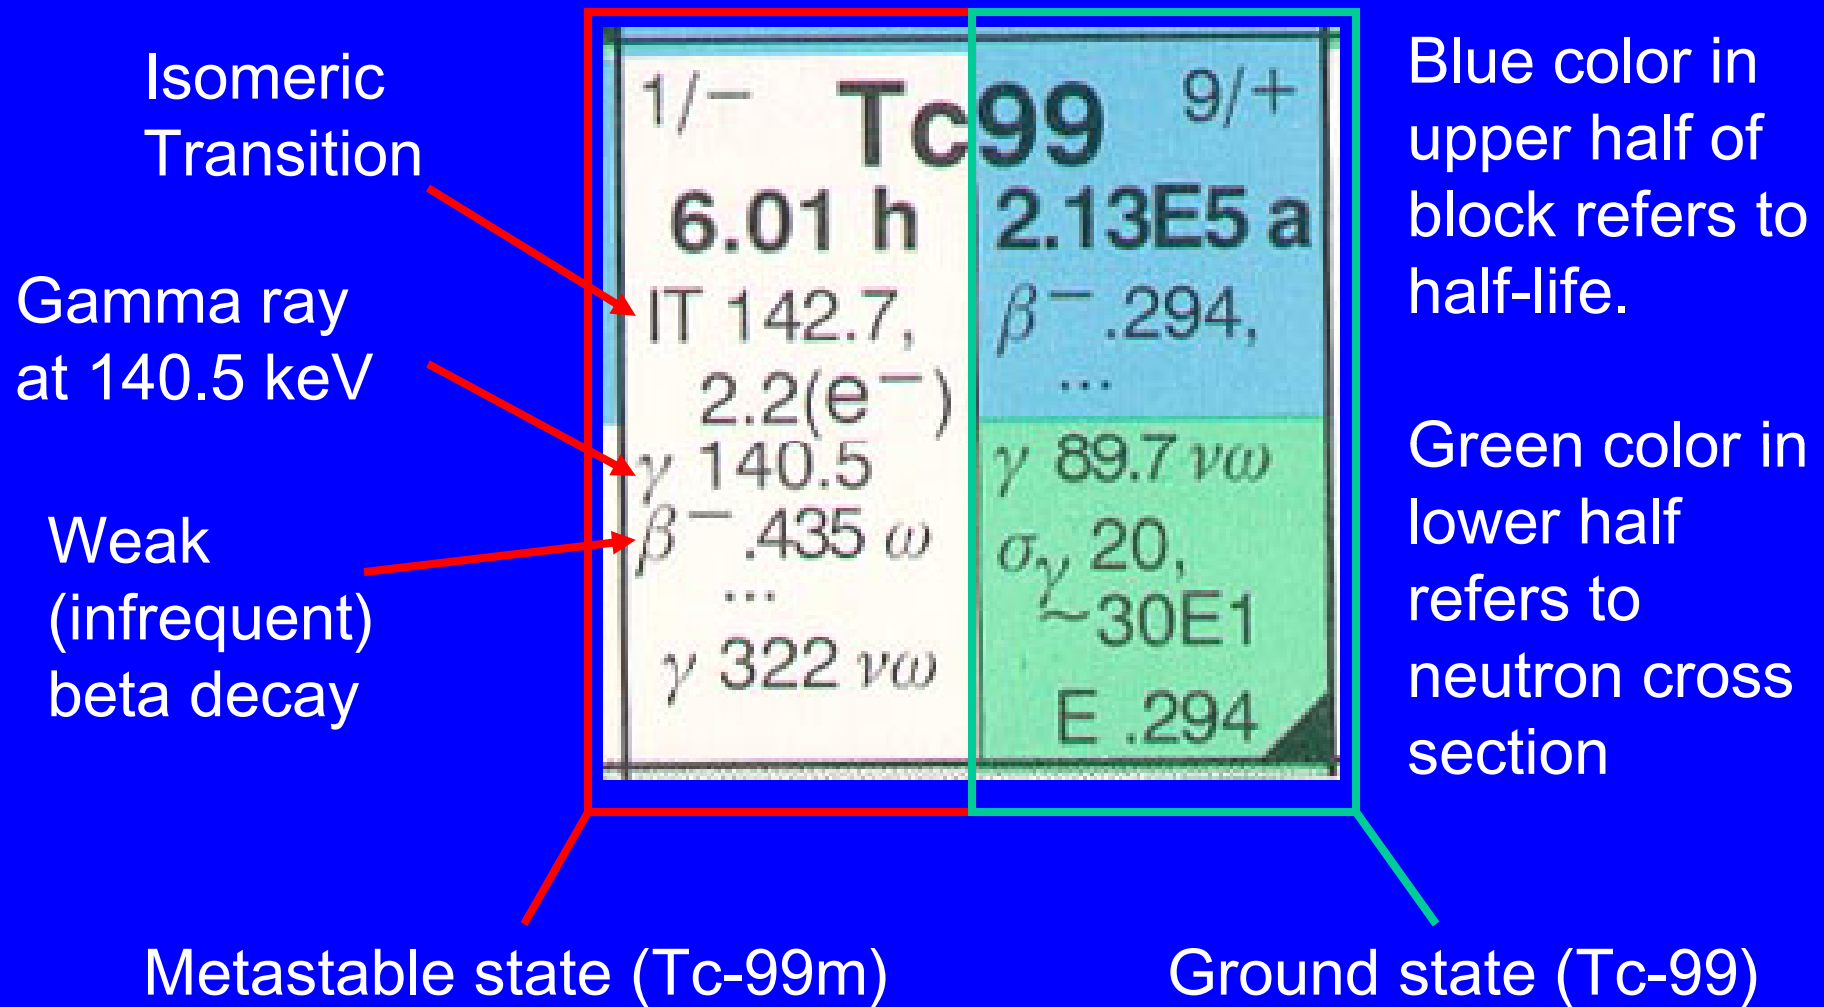 Isomeric
Transition
Gamma ray
at 140.5 keV
Weak
(infrequent)
beta decay
1/− Tc99 9/+
6.01 h
IT 142.7,
2.2(e⁻)
γ 140.5
β⁻ .435 ω
...
γ 322 νω
2.13E5 a
β⁻ .294,
...
γ 89.7 νω
σγ 20,
~30E1
E .294
Blue color in
upper half of
block refers to
half-life.
Green color in
lower half
refers to
neutron cross
section
Metastable state (Tc-99m)
Ground state (Tc-99)